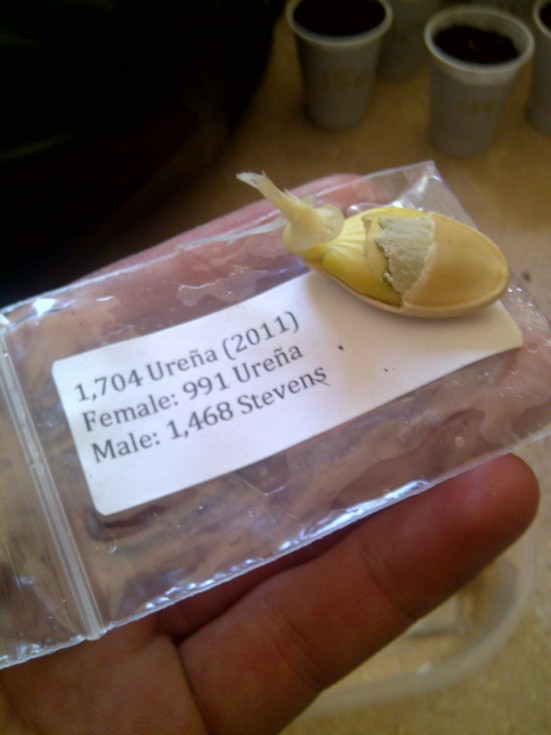 1,704 Ureña (2011)
Female: 991 Ureña
Male: 1,468 Stevens